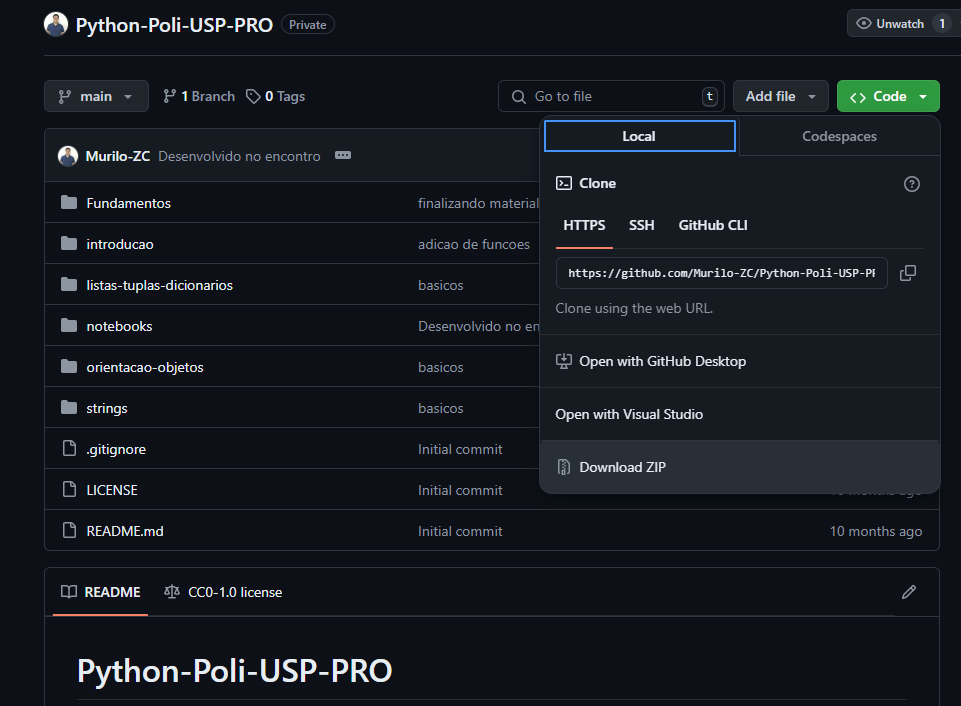 Python-Poli-USP-PRO Private
Unwatch 1
main 1 Branch 0 Tags
Go to file t
Add file
Code
Local Codespaces
Clone
HTTPS SSH GitHub CLI
https://github.com/Murilo-ZC/Python-Poli-USP-PR
Clone using the web URL.
Open with GitHub Desktop
Open with Visual Studio
Download ZIP
Murilo-ZC Desenvolvido no encontro
Fundamentos finalizando material
introducao adicao de funcoes
listas-tuplas-dicionarios basicos
notebooks Desenvolvido no en
orientacao-objetos basicos
strings basicos
.gitignore Initial commit
LICENSE Initial commit
README.md Initial commit 10 months ago
README CC0-1.0 license
Python-Poli-USP-PRO